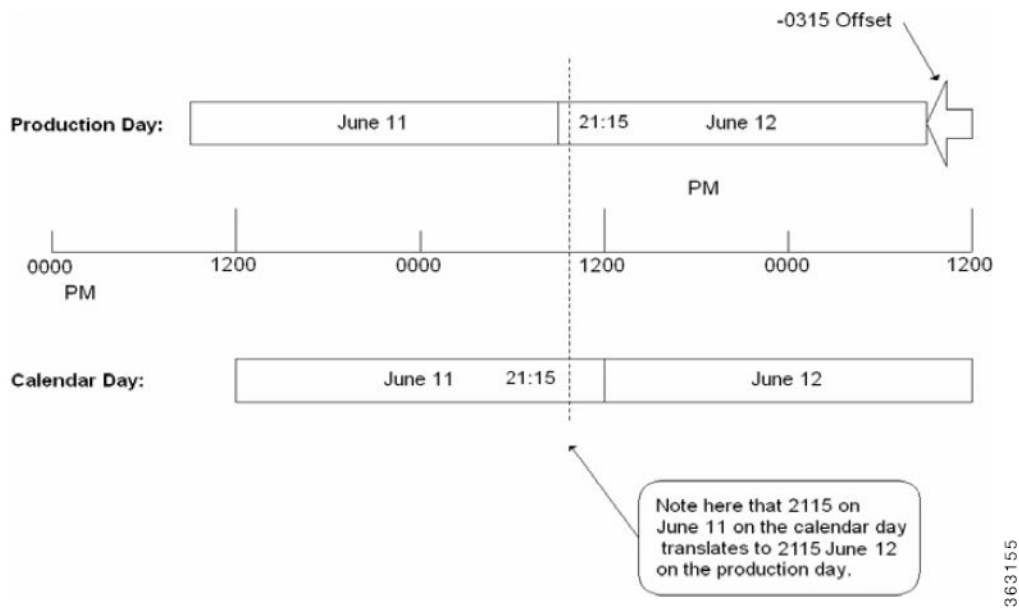 -0315 Offset
Production Day:
June 11
21:15
June 12
PM
0000
1200
0000
1200
0000
1200
PM
Calendar Day:
June 11
21:15
June 12
Note here that 2115 on
June 11 on the calendar day
translates to 2115 June 12
on the production day.
363155